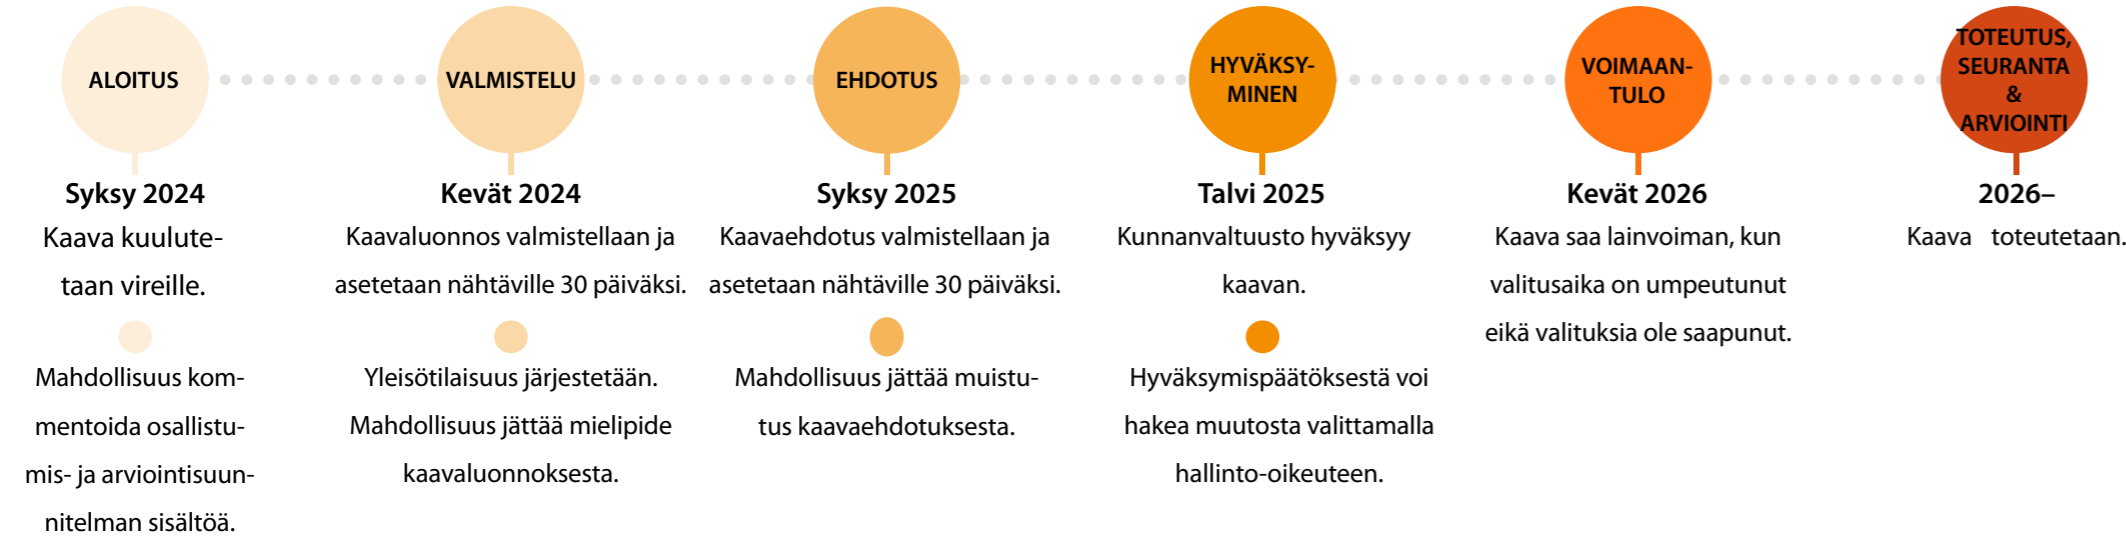 ALOITUS
Syksy 2024
Kaava kuulute-
taan vireille.
Mahdollisuus kom-
mentoida osallistu-
mis- ja arviointisuun-
nitelman sisältöä.
VALMISTELU
Kevät 2024
Kaavaluonnos valmistellaan ja
asetetaan nähtäville 30 päiväksi.
Yleisötilaisuus järjestetään.
Mahdollisuus jättää mielipide
kaavaluonnoksesta.
EHDOTUS
Syksy 2025
Kaavaehdotus valmistellaan ja
asetetaan nähtäville 30 päiväksi.
Mahdollisuus jättää muistu-
tus kaavaehdotuksesta.
HYVÄKSY-
MINEN
Talvi 2025
Kunnanvaltuusto hyväksyy
kaavan.
Hyväksymispäätöksestä voi
hakea muutosta valittamalla
hallinto-oikeuteen.
VOIMAAN-
TULO
Kevät 2026
Kaava saa lainvoiman, kun
valitusaika on umpeutunut
eikä valituksia ole saapunut.
TOTEUTUS,
SEURANTA
&
ARVIOINTI
2026–
Kaava toteutetaan.